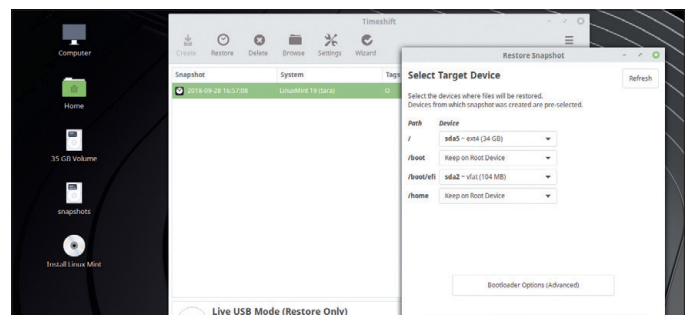 Timeshift
Computer
Create Restore Delete Browse Settings Wizard
Restore Snapshot
Snapshot System Tags
Select Target Device
Refresh
2018-09-28 16:57:08 LinuxMint 19 (tara) O
Select the devices where files will be restored.
Devices from which snapshot was created are pre-selected.
Home
Path Device
/ sda5 ~ ext4 (34 GB)
/boot Keep on Root Device
35 GB Volume
/boot/efi sda2 ~ vfat (104 MB)
/home Keep on Root Device
snapshots
Install Linux Mint
Bootloader Options (Advanced)
Live USB Mode (Restore Only)